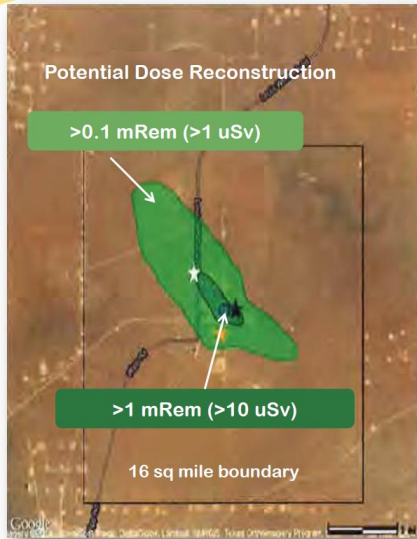 Potential Dose Reconstruction
>0.1 mRem (>1 uSv)
>1 mRem (>10 uSv)
16 sq mile boundary
Google